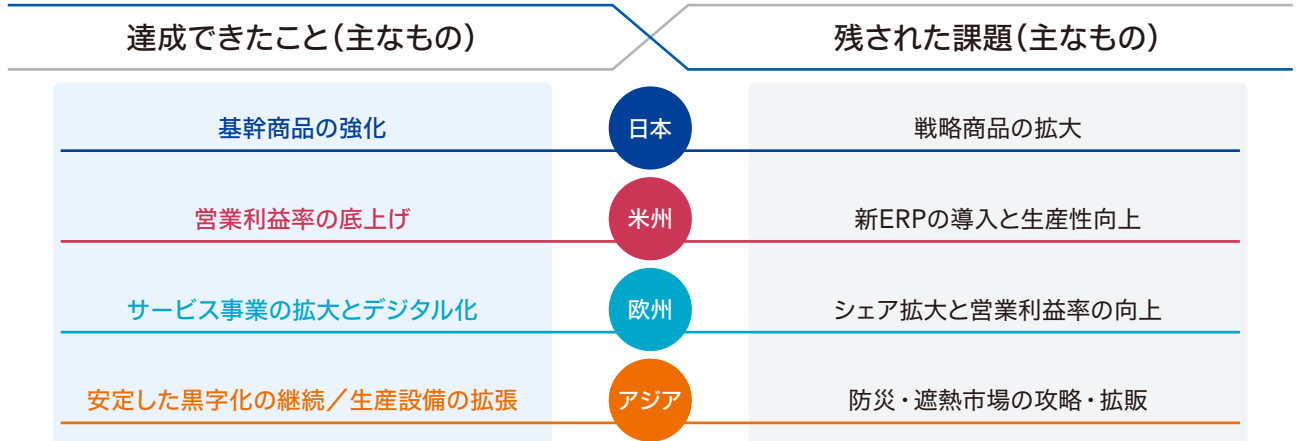 達成できたこと(主なもの)
残された課題(主なもの)
基幹商品の強化
日本
戦略商品の拡大
営業利益率の底上げ
米州
新ERPの導入と生産性向上
サービス事業の拡大とデジタル化
欧州
シェア拡大と営業利益率の向上
安定した黒字化の継続／生産設備の拡張
アジア
防災・遮熱市場の攻略・拡販